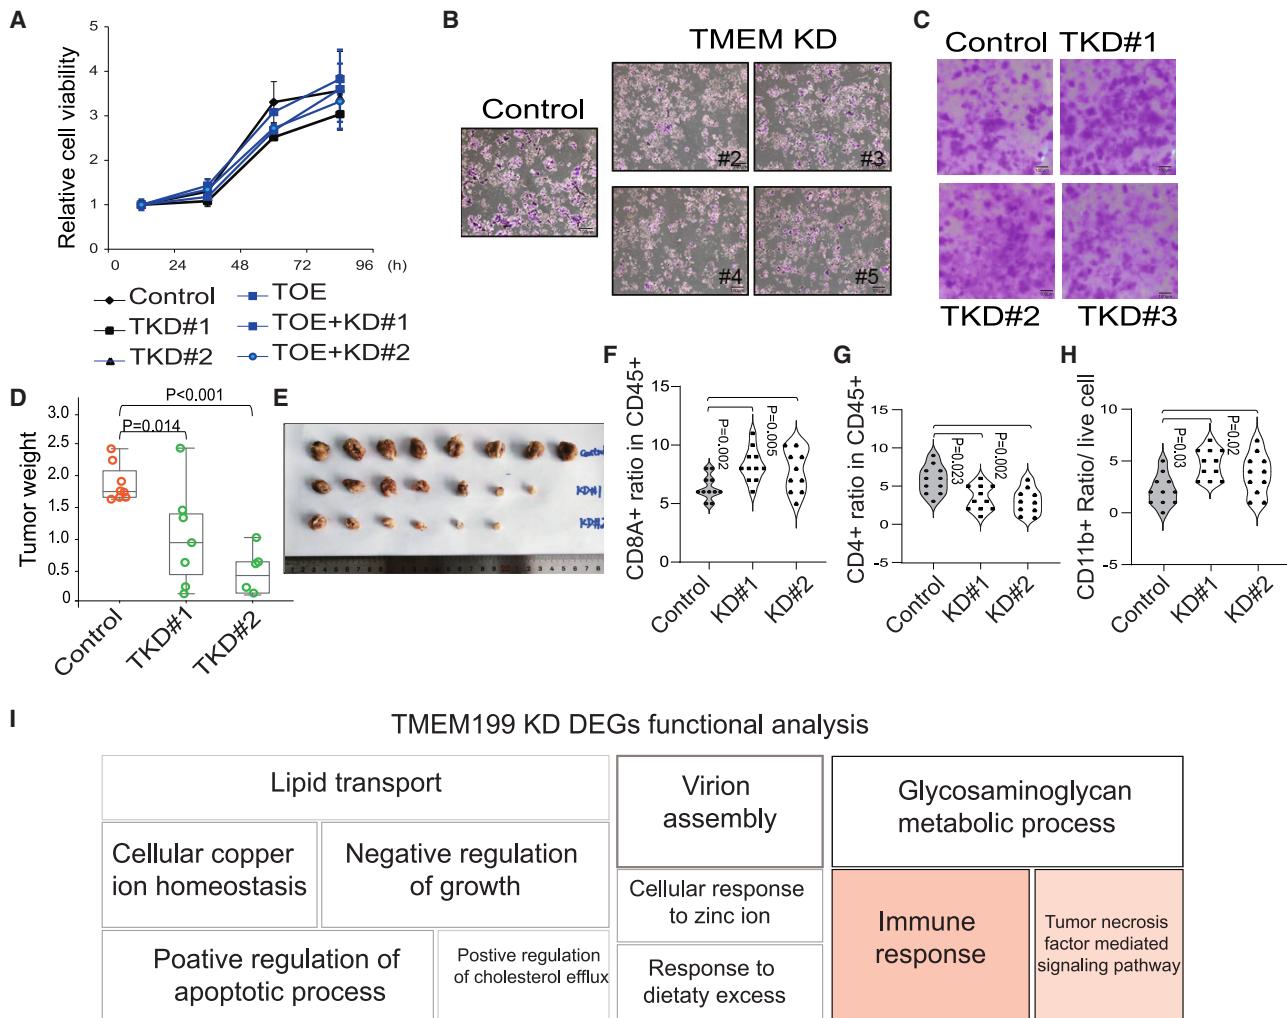 A
Relative cell viability
5
4
3
2
1
0
0 24 48 72 96 (h)
Control
TKD#1
TKD#2
TOE
TOE+KD#1
TOE+KD#2
B
TMEM KD
Control
#2
#3
#4
#5
C
Control TKD#1
TKD#2 TKD#3
D
Tumor weight
P<0.001
P=0.014
3.0
2.5
2.0
1.5
1.0
0.5
0
Control
TKD#1
TKD#2
E
Control
KD#1
KD#2
F
CD8A+ ratio in CD45+
15
10
5
0
P=0.002
P=0.005
Control
KD#1
KD#2
G
CD4+ ratio in CD45+
15
10
5
0
-5
P=0.023
P=0.002
Control
KD#1
KD#2
H
CD11b+ Ratio/ live cell
10
5
0
-5
P=0.03
P=0.02
Control
KD#1
KD#2
I
TMEM199 KD DEGs functional analysis
Lipid transport
Cellular copper
ion homeostasis
Negative regulation
of growth
Poative regulation of
apoptotic process
Postive regulation
of cholesterol efflux
Virion
assembly
Cellular response
to zinc ion
Response to
dietaty excess
Glycosaminoglycan
metabolic process
Immune
response
Tumor necrosis
factor mediated
signaling pathway